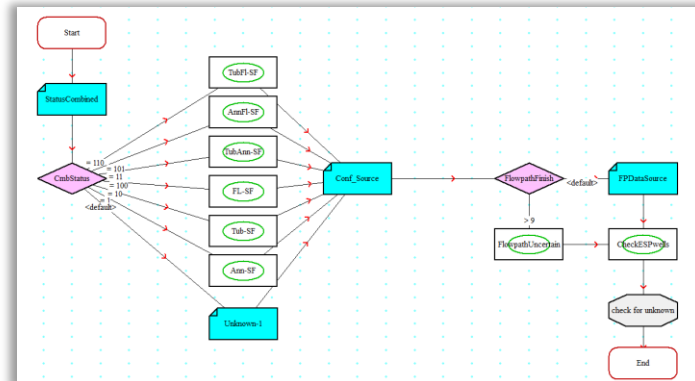 Start
StatusCombined
CmbStatus
= 110
= 101
= 11
= 100
= 10
= 1
<default>
TubFl-SF
AnnFl-SF
TubAnn-SF
FL-SF
Tub-SF
Ann-SF
Unknown-1
Conf_Source
FlowpathFinish
<default>
FPDataSource
> 9
FlowpathUncertain
CheckESPwells
check for unknown
End